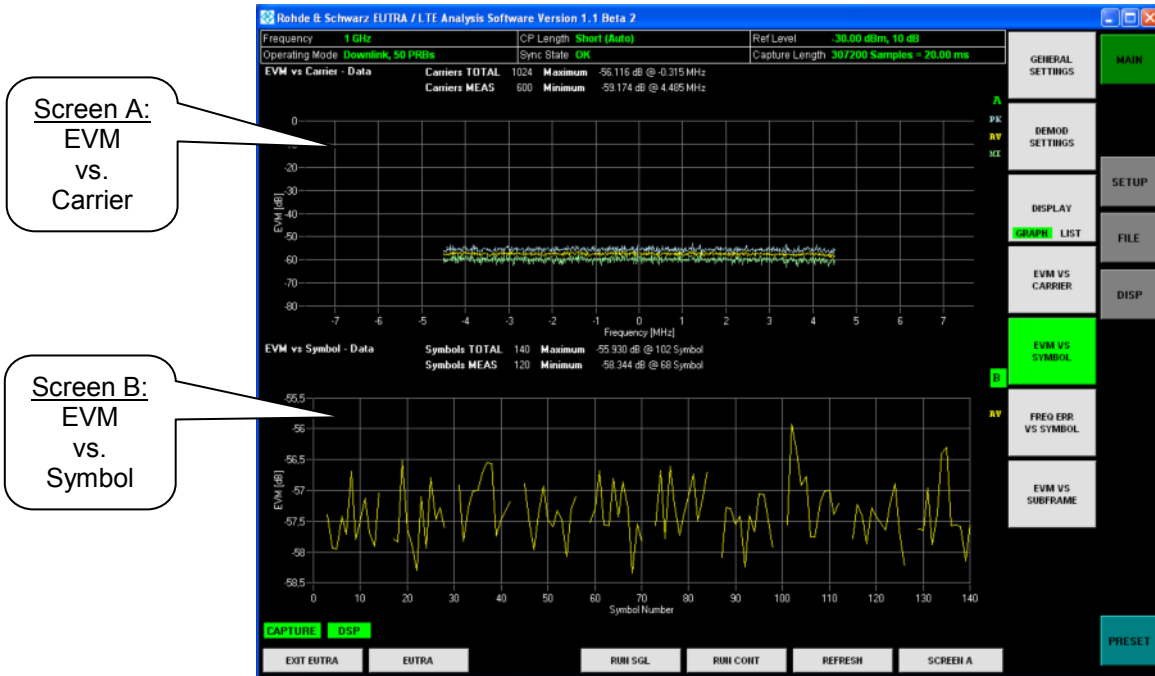 Rohde & Schwarz EUTRA / LTE Analysis Software Version 1.1 Beta 2
Frequency 1 GHz CP Length Short (Auto) Ref Level -30.00 dBm, 10 dB
Operating Mode Downlink, 50 PRBs Sync State OK Capture Length 307200 Samples = 20.00 ms
EVM vs Carrier - Data Carriers TOTAL 1024 Maximum -56.116 dB @ -0.315 MHz
Carriers MEAS 600 Minimum -59.174 dB @ 4.485 MHz
Screen A:
EVM
vs.
Carrier
A
PK
AV
MI
EVM [dB]
0
-20
-30
-40
-50
-60
-70
-80
-7 -6 -5 -4 -3 -2 -1 0 1 2 3 4 5 6 7
Frequency [MHz]
EVM vs Symbol - Data Symbols TOTAL 140 Maximum -55.930 dB @ 102 Symbol
Symbols MEAS 120 Minimum -58.344 dB @ 68 Symbol
Screen B:
EVM
vs.
Symbol
B
AV
EVM [dB]
-55.5
-56
-56.5
-57
-57.5
-58
-58.5
0 10 20 30 40 50 60 70 80 90 100 110 120 130 140
Symbol Number
CAPTURE DSP
EXIT EUTRA EUTRA RUN SGL RUN CONT REFRESH SCREEN A
GENERAL
SETTINGS
DEMOD
SETTINGS
DISPLAY
GRAPH LIST
EVM VS
CARRIER
EVM VS
SYMBOL
FREQ ERR
VS SYMBOL
EVM VS
SUBFRAME
MAIN
SETUP
FILE
DISP
PRESET